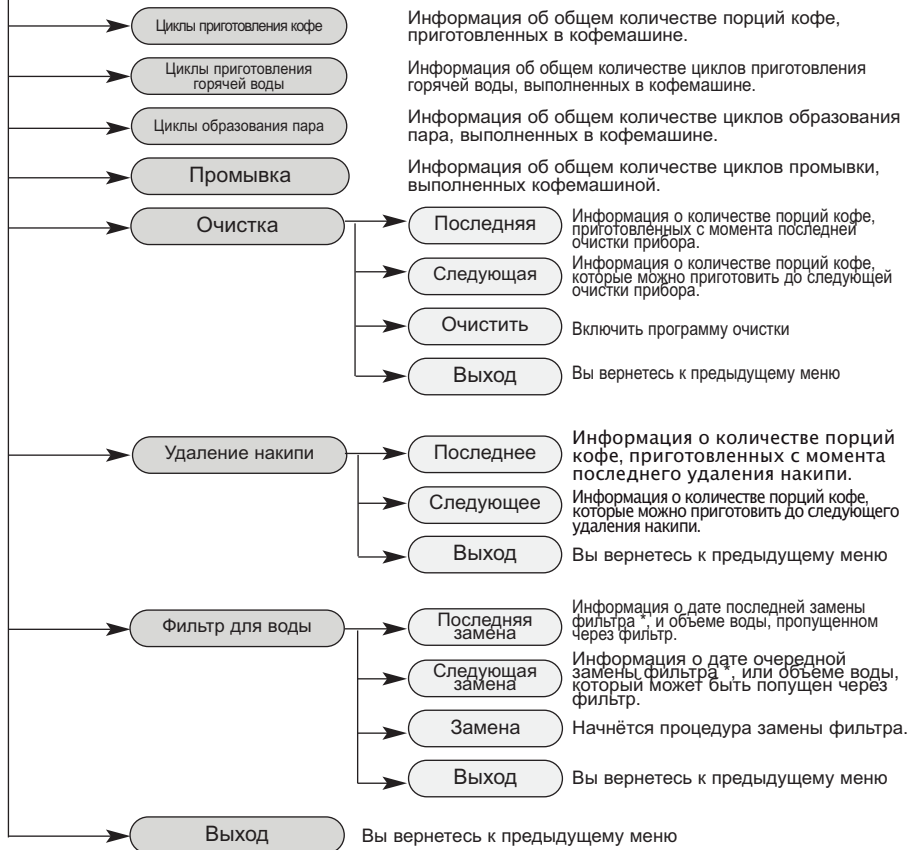 Циклы приготовления кофе
Информация об общем количестве порций кофе,
приготовленных в кофемашине.
Циклы приготовления
горячей воды
Информация об общем количестве циклов приготовления
горячей воды, выполненных в кофемашине.
Циклы образования пара
Информация об общем количестве циклов образования
пара, выполненных в кофемашине.
Промывка
Информация об общем количестве циклов промывки,
выполненных кофемашиной.
Очистка
Последняя
Информация о количестве порций кофе,
приготовленных с момента последней
очистки прибора.
Следующая
Информация о количестве порций кофе,
которые можно приготовить до следующей
очистки прибора.
Очистить
Включить программу очистки
Выход
Вы вернетесь к предыдущему меню
Удаление накипи
Последнее
Информация о количестве порций
кофе, приготовленных с момента
последнего удаления накипи.
Следующее
Информация о количестве порций кофе,
которые можно приготовить до следующего
удаления накипи.
Выход
Вы вернетесь к предыдущему меню
Фильтр для воды
Последняя
замена
Информация о дате последней замены
фильтра *, и объеме воды, пропущенном
через фильтр.
Следующая
замена
Информация о дате очередной
замены фильтра *, или объеме воды,
который может быть попущен через
фильтр.
Замена
Начнётся процедура замены фильтра.
Выход
Вы вернетесь к предыдущему меню
Выход
Вы вернетесь к предыдущему меню